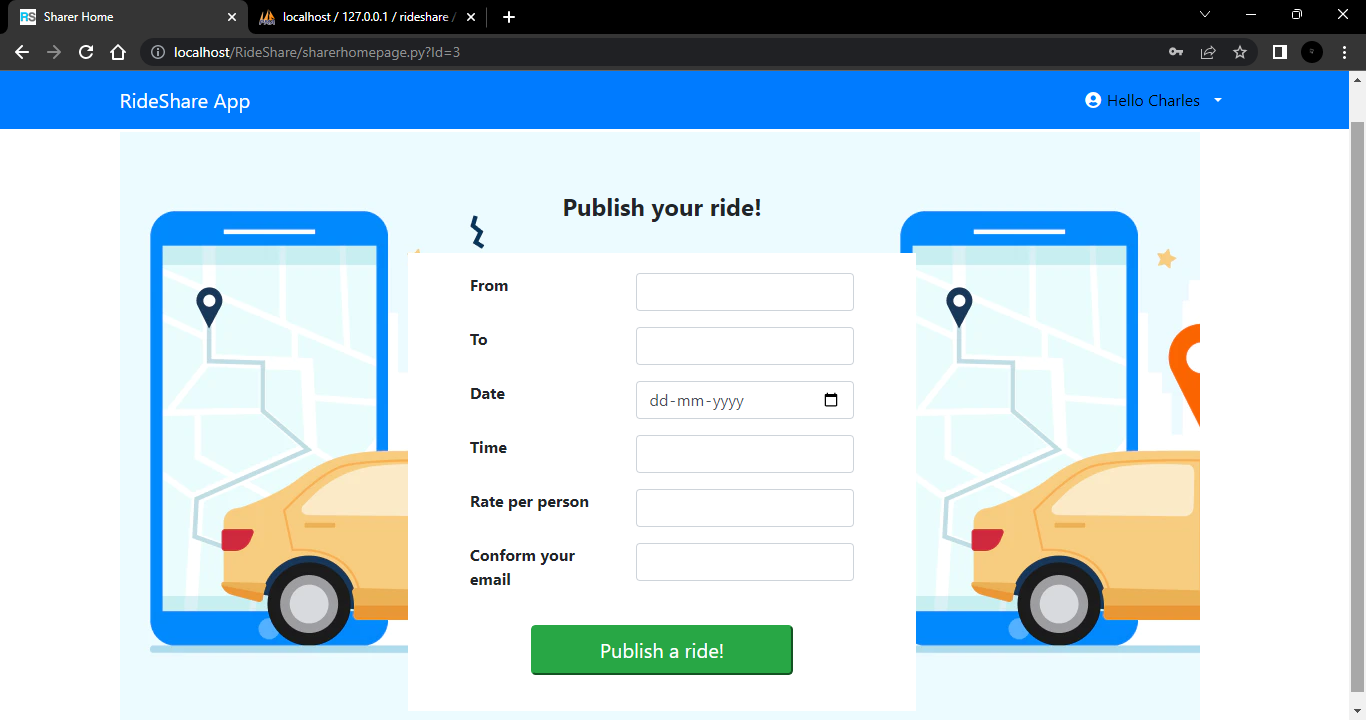 RS Sharer Home
localhost / 127.0.0.1 / rideshare /
localhost/RideShare/sharerhomepage.py?Id=3
RideShare App
Hello Charles
Publish your ride!
From
To
Date
dd-mm-yyyy
Time
Rate per person
Conform your
email
Publish a ride!